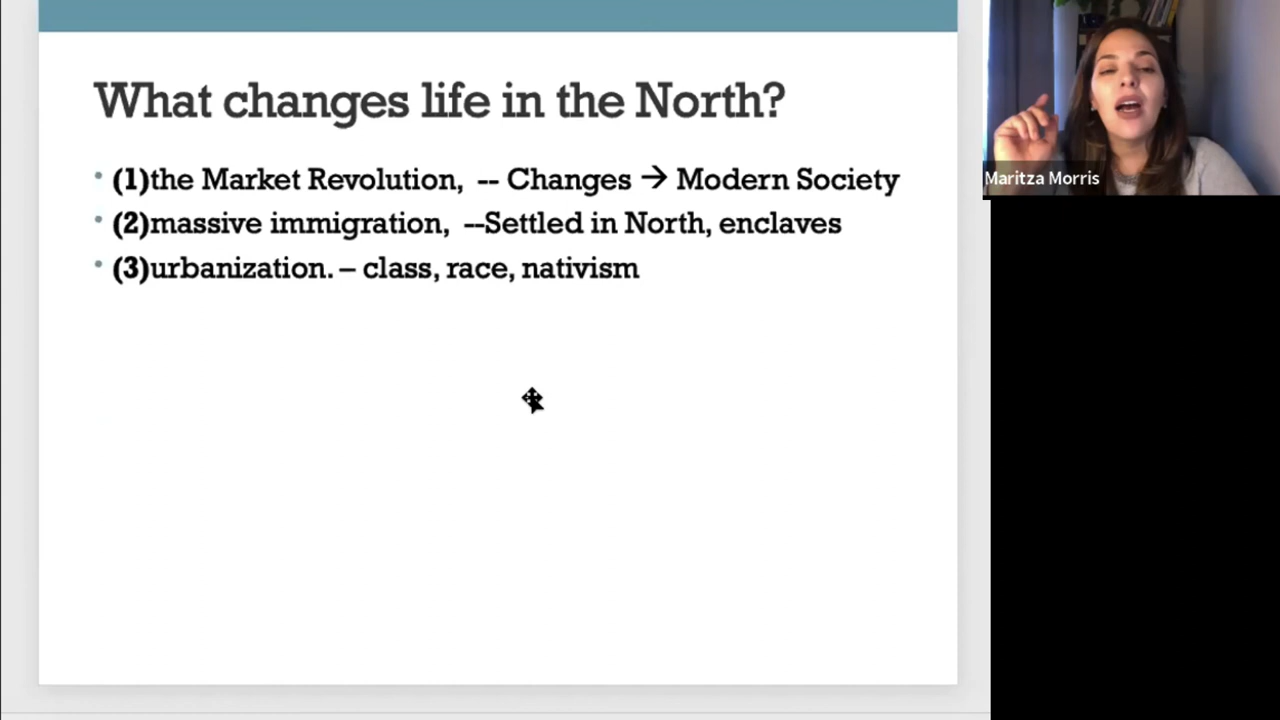 What changes life in the North?
• (1)the Market Revolution, -- Changes → Modern Society
• (2)massive immigration, --Settled in North, enclaves
• (3)urbanization. – class, race, nativism
Maritza Morris